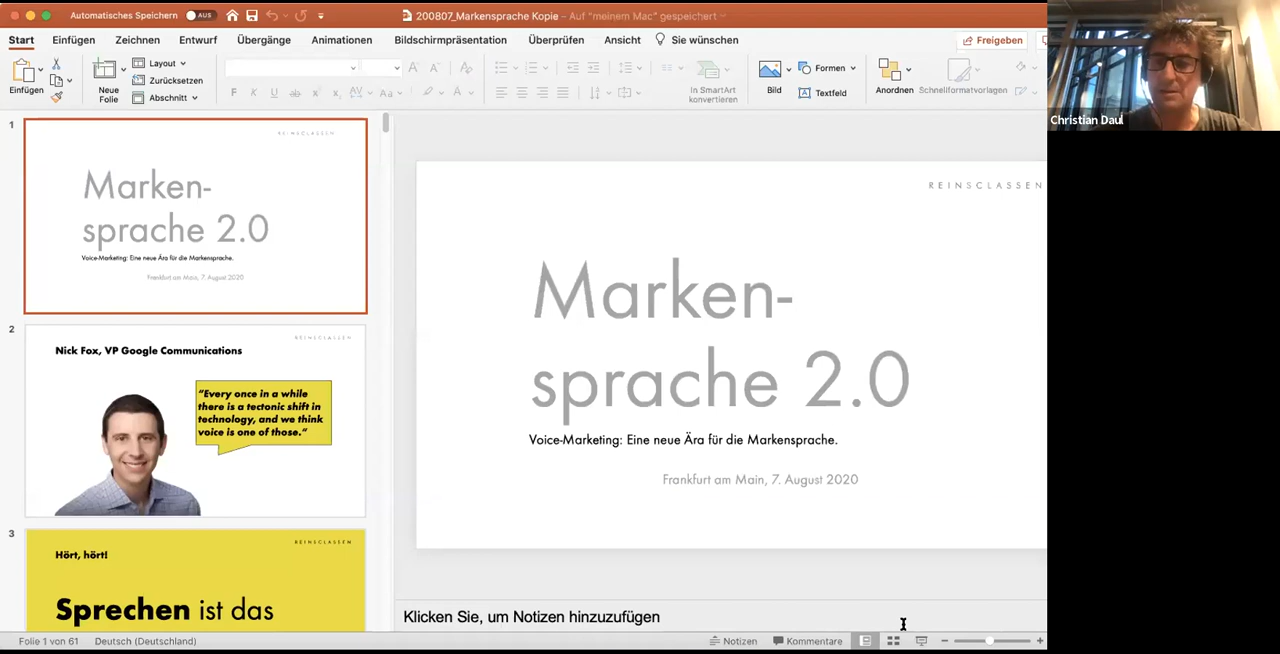 Automatisches Speichern AUS
200807_Markensprache Kopie – Auf "meinem Mac" gespeichert
Start Einfügen Zeichnen Entwurf Übergänge Animationen Bildschirmpräsentation Überprüfen Ansicht Sie wünschen Freigeben
Einfügen
Neue Folie
Layout
Zurücksetzen
Abschnitt
F K U ab x x AV Aa A
In SmartArt konvertieren
Bild
Formen
Textfeld
Anordnen
Schnellformatvorlagen
Christian Daul
1
REINSCLASSEN
Marken-
sprache 2.0
Voice-Marketing: Eine neue Ära für die Markensprache.
Frankfurt am Main, 7. August 2020
2
REINSCLASSEN
Nick Fox, VP Google Communications
"Every once in a while
there is a tectonic shift in
technology, and we think
voice is one of those."
3
REINSCLASSEN
Hört, hört!
Sprechen ist das
REINSCLASSEN
Marken-
sprache 2.0
Voice-Marketing: Eine neue Ära für die Markensprache.
Frankfurt am Main, 7. August 2020
Klicken Sie, um Notizen hinzuzufügen
Folie 1 von 61 Deutsch (Deutschland) Notizen Kommentare